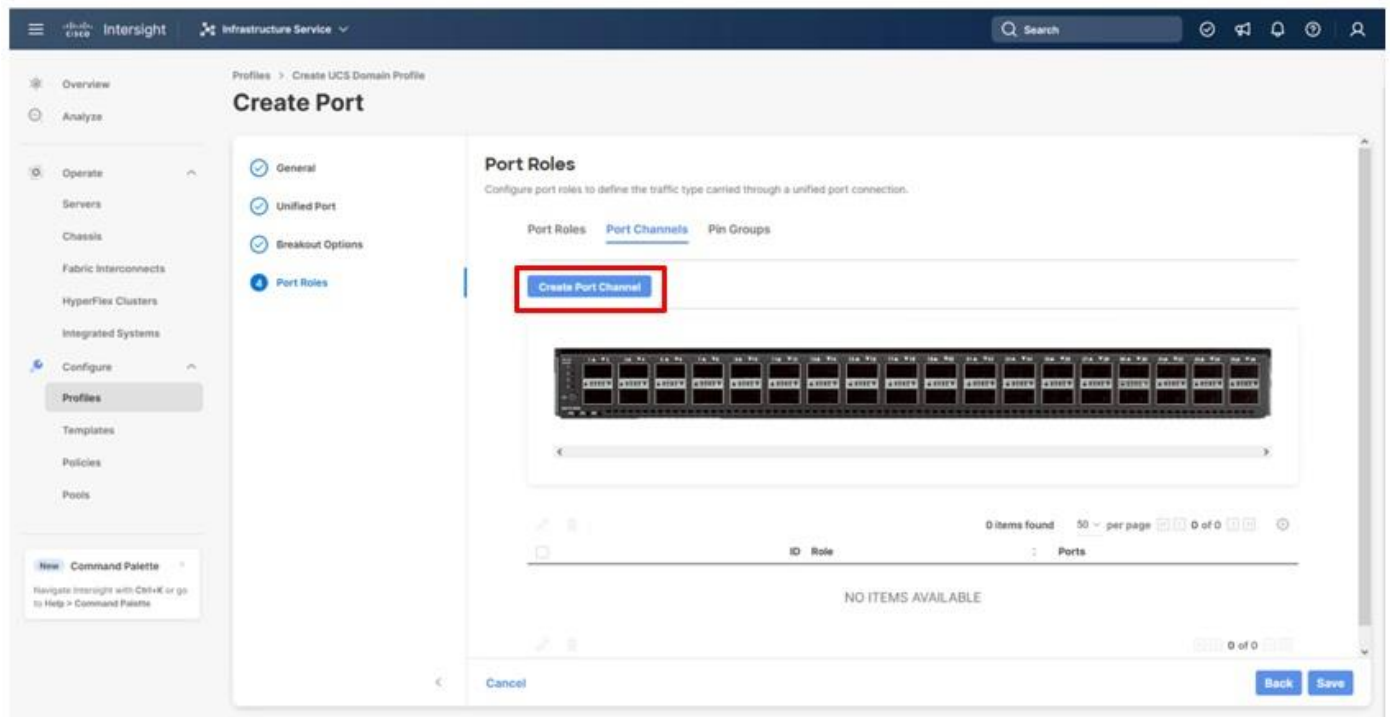 CISCO Intersight
Infrastructure Service
Search
Overview
Analyze
Operate
Servers
Chassis
Fabric Interconnects
HyperFlex Clusters
Integrated Systems
Configure
Profiles
Templates
Policies
Pools
New Command Palette
Navigate Intersight with Ctrl+K or go
to Help > Command Palette
Profiles > Create UCS Domain Profile
Create Port
General
Unified Port
Breakout Options
4 Port Roles
Port Roles
Configure port roles to define the traffic type carried through a unified port connection.
Port Roles Port Channels Pin Groups
Create Port Channel
0 items found 50 per page 0 of 0
ID Role Ports
NO ITEMS AVAILABLE
0 of 0
Cancel Back Save